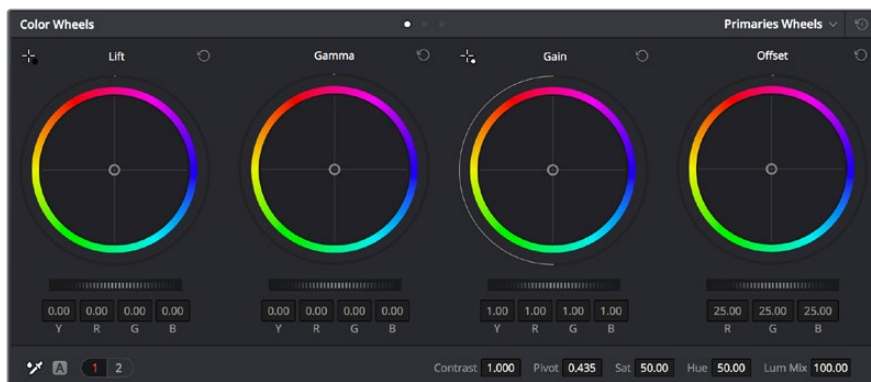 Color Wheels Primaries Wheels
Lift Gamma Gain Offset
0.00 0.00 0.00 0.00 0.00 0.00 0.00 0.00 1.00 1.00 1.00 1.00 25.00 25.00 25.00
Y R G B Y R G B Y R G B R G B
A 1 2 Contrast 1.000 Pivot 0.435 Sat 50.00 Hue 50.00 Lum Mix 100.00